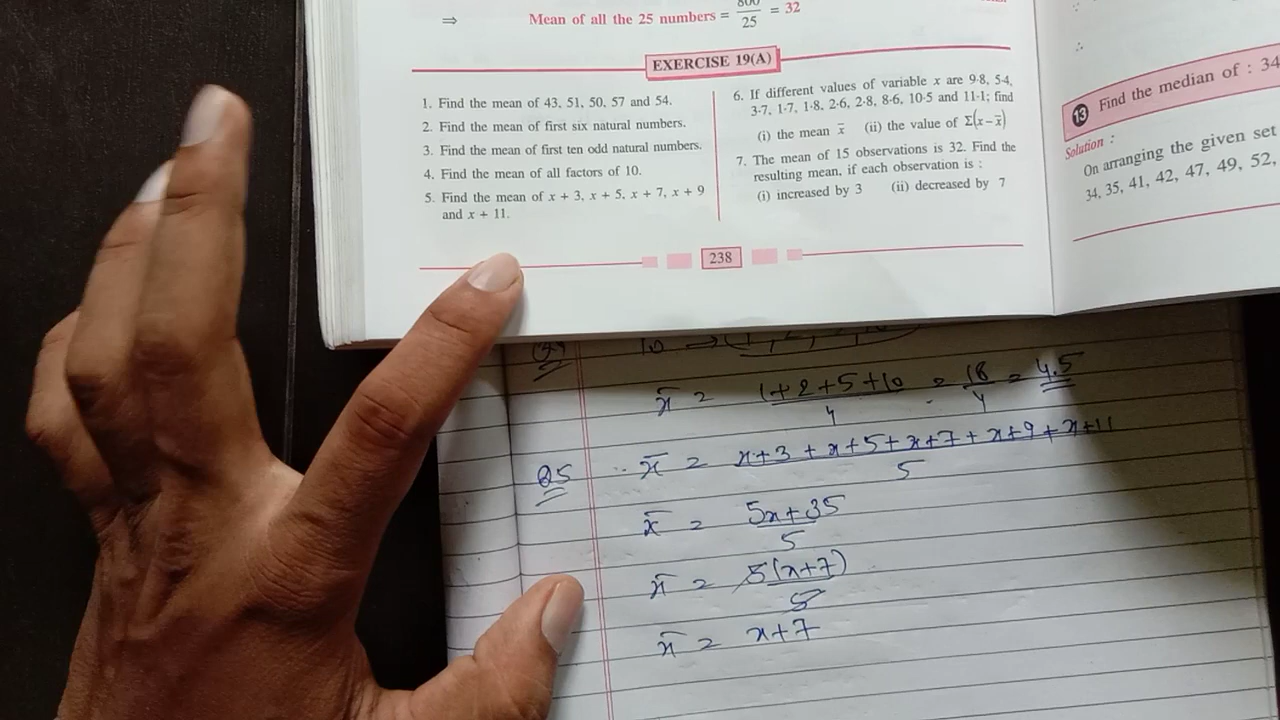 ⇒ Mean of all the 25 numbers = 800/25 = 32
EXERCISE 19(A)
1. Find the mean of 43, 51, 50, 57 and 54.
2. Find the mean of first six natural numbers.
3. Find the mean of first ten odd natural numbers.
4. Find the mean of all factors of 10.
5. Find the mean of x + 3, x + 5, x + 7, x + 9
and x + 11.
6. If different values of variable x are 9·8, 5·4,
3·7, 1·7, 1·8, 2·6, 2·8, 8·6, 10·5 and 11·1; find
(i) the mean x̄ (ii) the value of Σ(x – x̄)
7. The mean of 15 observations is 32. Find the
resulting mean, if each observation is :
(i) increased by 3 (ii) decreased by 7
238
∴
13 Find the median of : 34
Solution :
On arranging the given set
34, 35, 41, 42, 47, 49, 52,
10 →
x̄ = 1+2+5+10/4 = 18/4 = 4.5
Q5 x̄ = x+3 + x+5 + x+7 + x+9 + x+11/5
x̄ = 5x+35/5
x̄ = 5(x+7)/5
x̄ = x+7